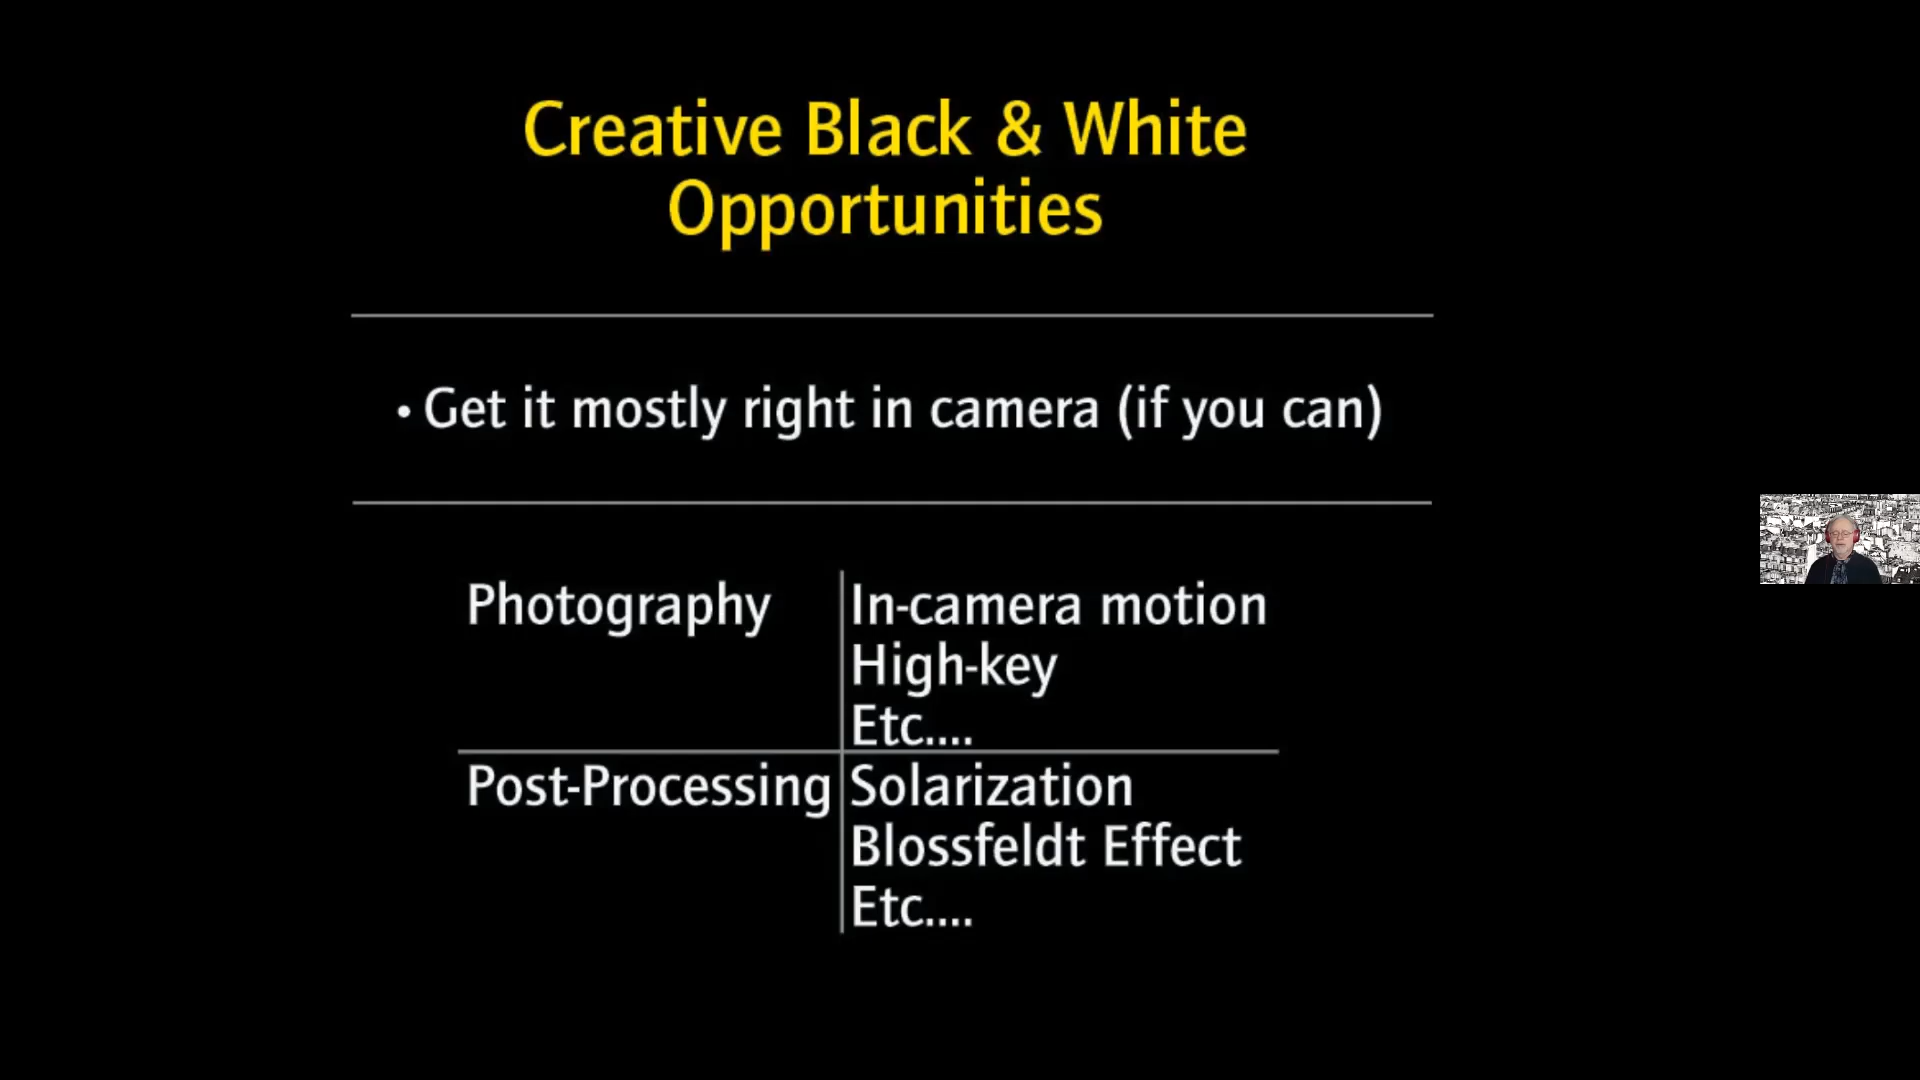 Creative Black & White
Opportunities
• Get it mostly right in camera (if you can)
Photography
In-camera motion
High-key
Etc....
Post-Processing
Solarization
Blossfeldt Effect
Etc....